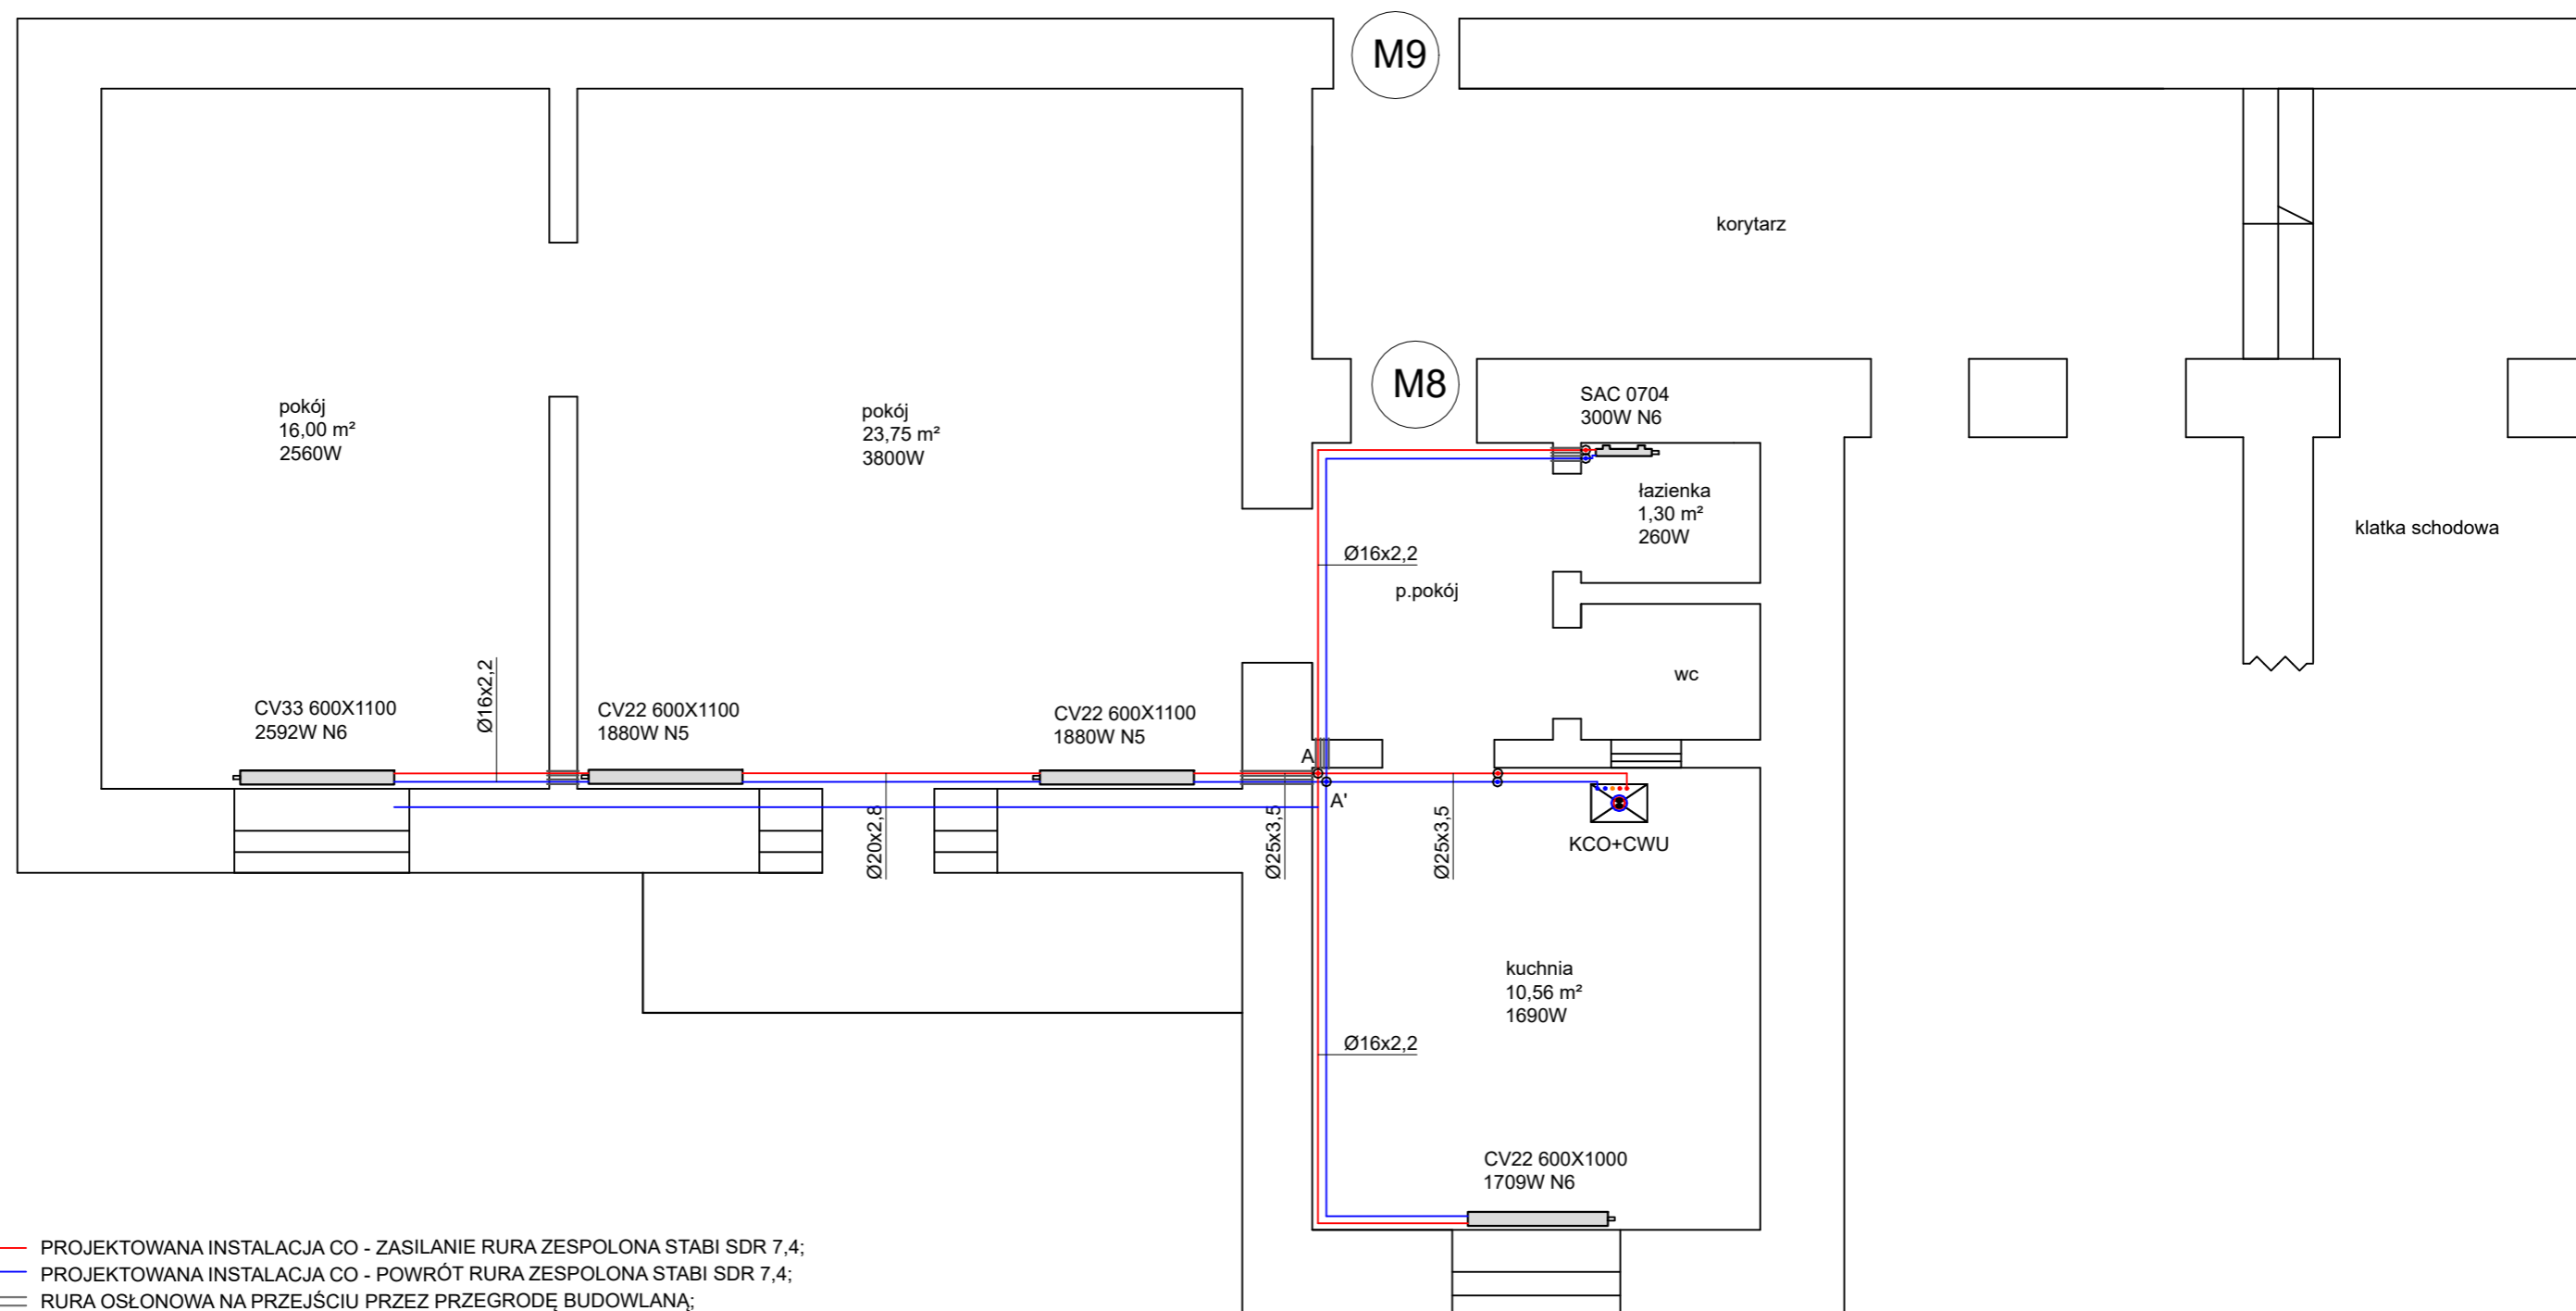 M9
korytarz
M8
SAC 0704
300W N6
pokój
16,00 m²
2560W
pokój
23,75 m²
3800W
łazienka
1,30 m²
260W
klatka schodowa
Ø16x2,2
p.pokój
wc
Ø16x2,2
CV33 600X1100
2592W N6
CV22 600X1100
1880W N5
CV22 600X1100
1880W N5
A
A'
Ø20x2,8
Ø25x3,5
Ø25x3,5
KCO+CWU
kuchnia
10,56 m²
1690W
Ø16x2,2
CV22 600X1000
1709W N6
PROJEKTOWANA INSTALACJA CO - ZASILANIE RURA ZESPOLONA STABI SDR 7,4;
PROJEKTOWANA INSTALACJA CO - POWRÓT RURA ZESPOLONA STABI SDR 7,4;
RURA OSŁONOWA NA PRZEJŚCIU PRZEZ PRZEGRODĘ BUDOWLANĄ;